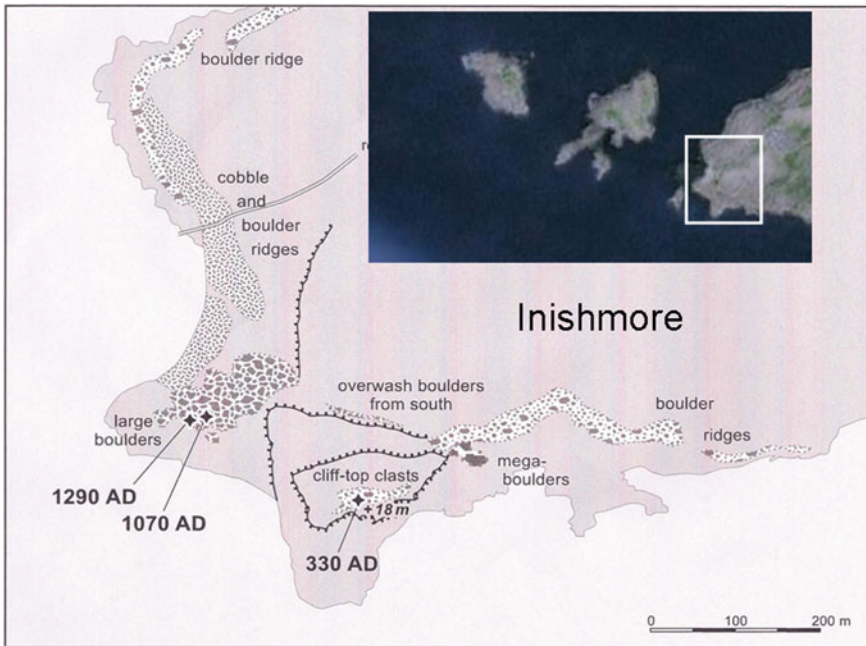 boulder ridge
cobble
and
boulder
ridges
Inishmore
overwash boulders
from south
boulder
ridges
large
boulders
cliff-top clasts
mega-
boulders
+ 18 m
1290 AD
1070 AD
330 AD
0 100 200 m